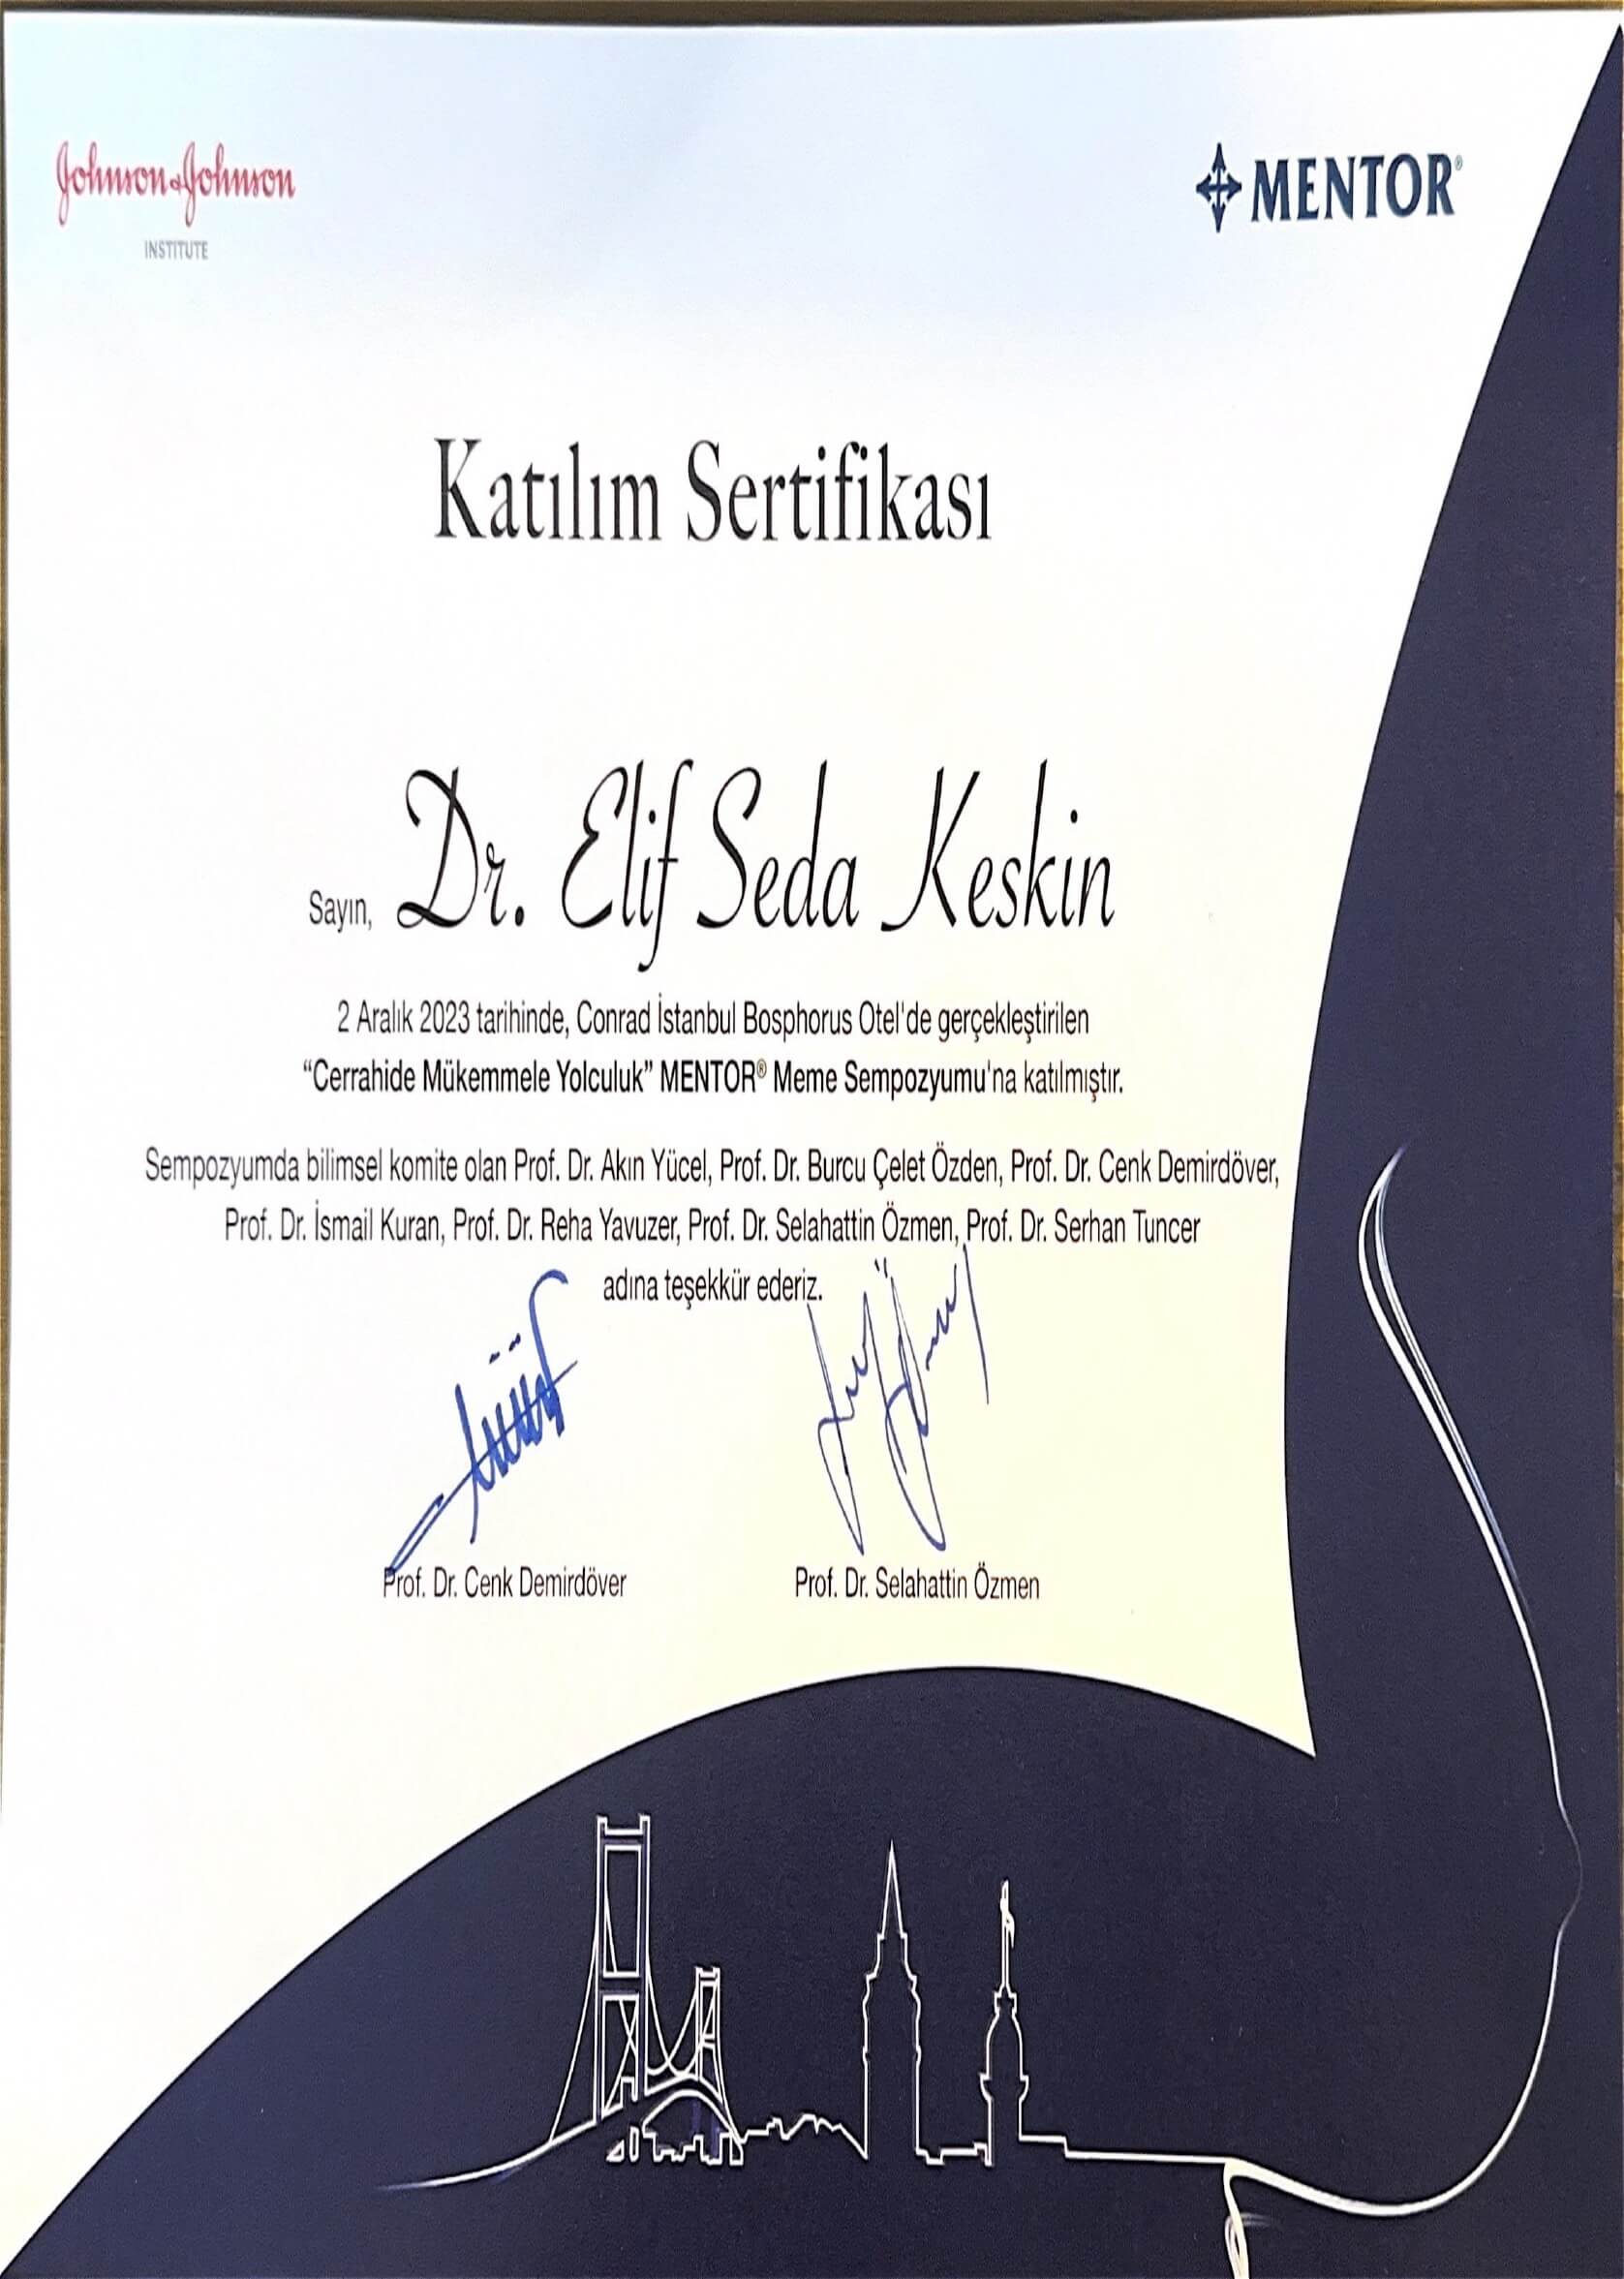 Johnson & Johnson
INSTITUTE
MENTOR®
Katılım Sertifikası
Sayın, Dr. Elif Seda Keskin
2 Aralık 2023 tarihinde, Conrad İstanbul Bosphorus Otel'de gerçekleştirilen
“Cerrahide Mükemmele Yolculuk” MENTOR® Meme Sempozyumu'na katılmıştır.
Sempozyumda bilimsel komite olan Prof. Dr. Akın Yücel, Prof. Dr. Burcu Çelet Özden, Prof. Dr. Cenk Demirdöver,
Prof. Dr. İsmail Kuran, Prof. Dr. Reha Yavuzer, Prof. Dr. Selahattin Özmen, Prof. Dr. Serhan Tuncer
adına teşekkür ederiz.
Prof. Dr. Cenk Demirdöver
Prof. Dr. Selahattin Özmen